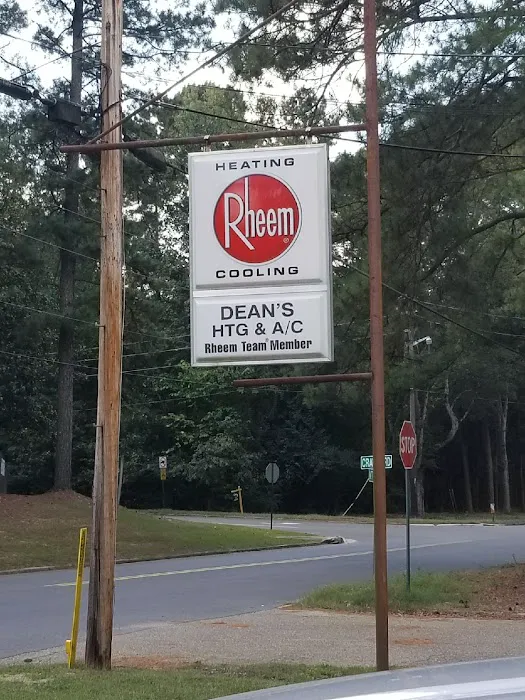 HEATING
Rheem
COOLING
DEAN'S
HTG & A/C
Rheem Team Member
STOP